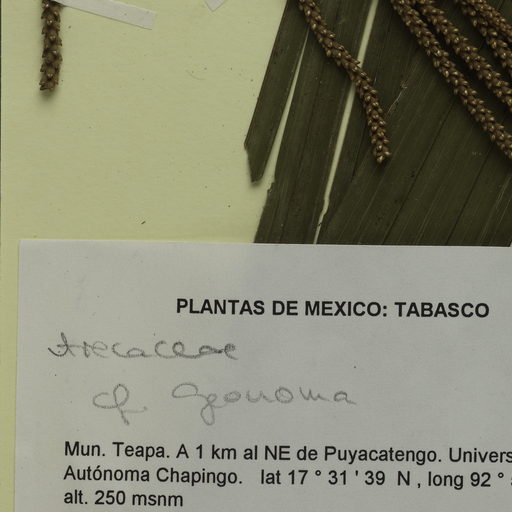 PLANTAS DE MEXICO: TABASCO
Arecaceae
cf Geonoma
Mun. Teapa. A 1 km al NE de Puyacatengo. Univers
Autónoma Chapingo. lat 17 ° 31 ' 39 N , long 92 °
alt. 250 msnm